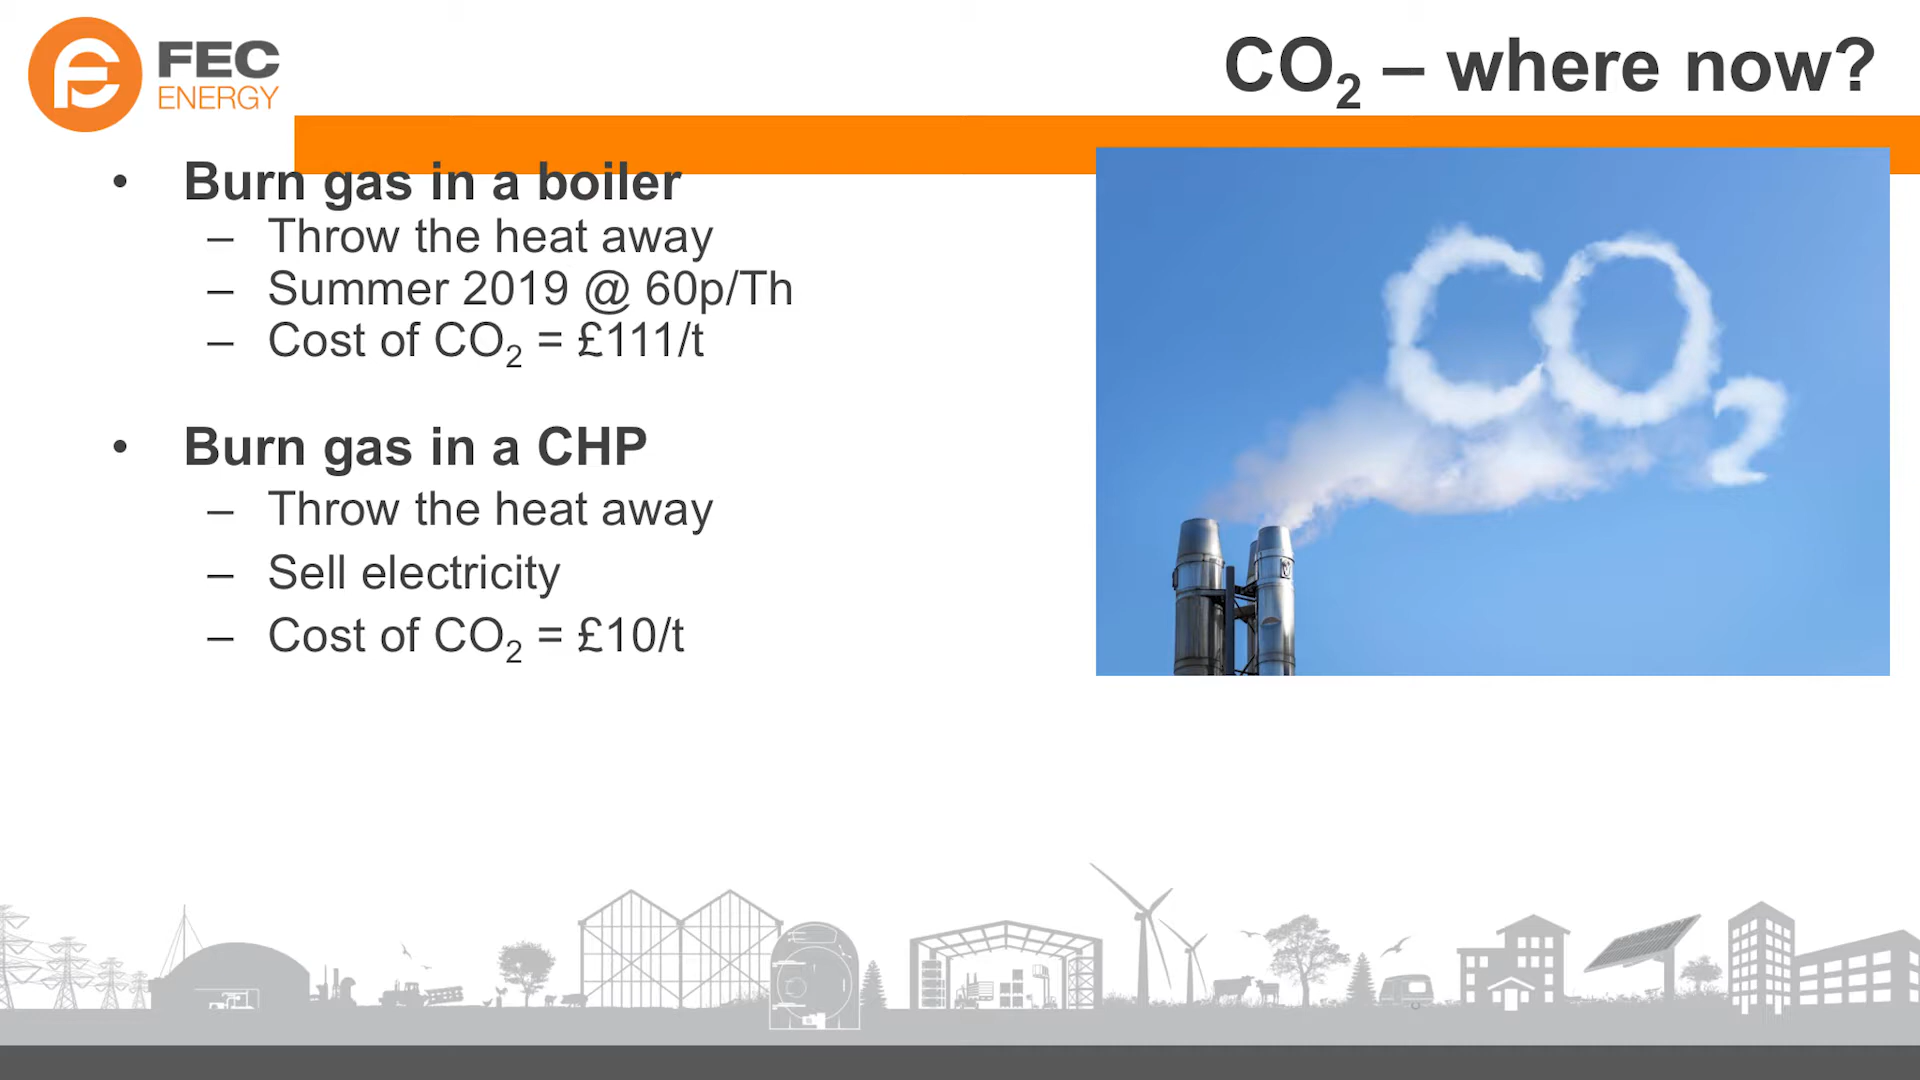 FEC
ENERGY
CO₂ – where now?
• Burn gas in a boiler
– Throw the heat away
– Summer 2019 @ 60p/Th
– Cost of CO₂ = £111/t
• Burn gas in a CHP
– Throw the heat away
– Sell electricity
– Cost of CO₂ = £10/t
CO₂